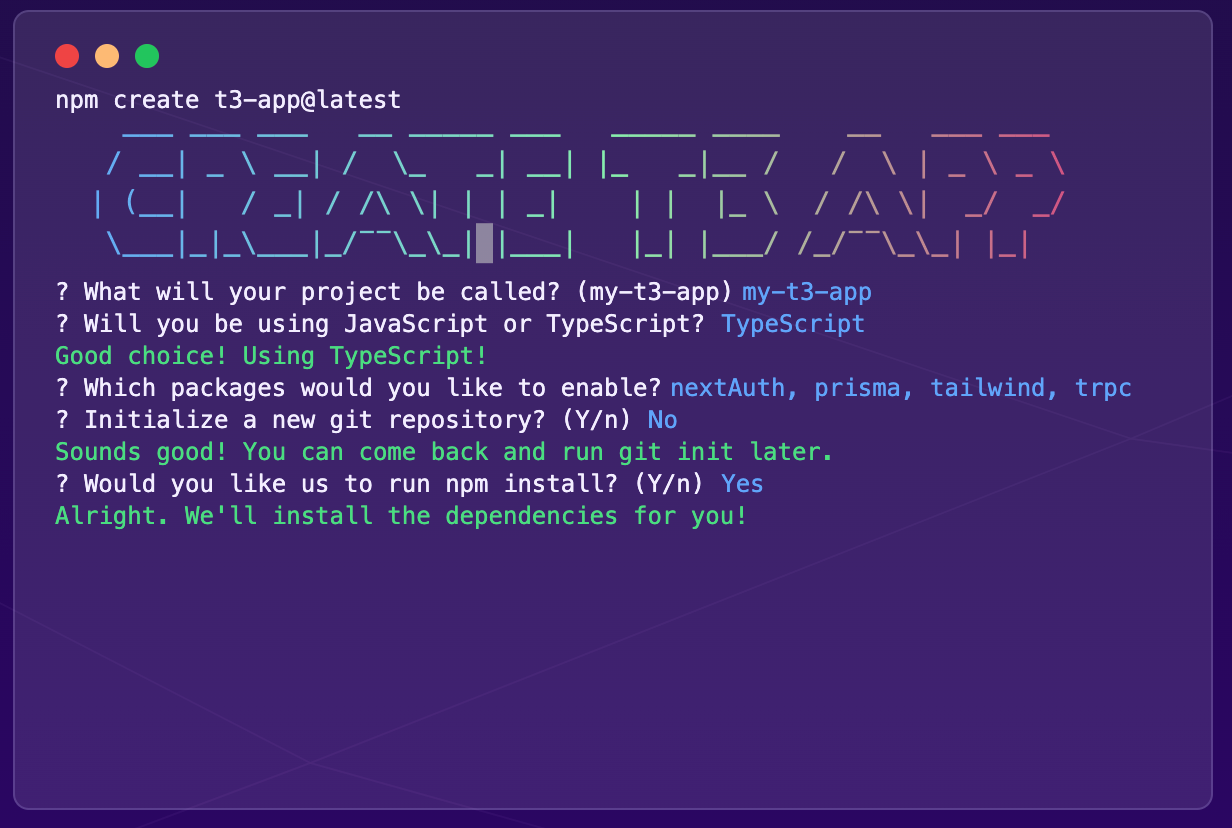 npm create t3-app@latest
CREATE T3 APP
? What will your project be called? (my-t3-app) my-t3-app
? Will you be using JavaScript or TypeScript? TypeScript
Good choice! Using TypeScript!
? Which packages would you like to enable? nextAuth, prisma, tailwind, trpc
? Initialize a new git repository? (Y/n) No
Sounds good! You can come back and run git init later.
? Would you like us to run npm install? (Y/n) Yes
Alright. We'll install the dependencies for you!